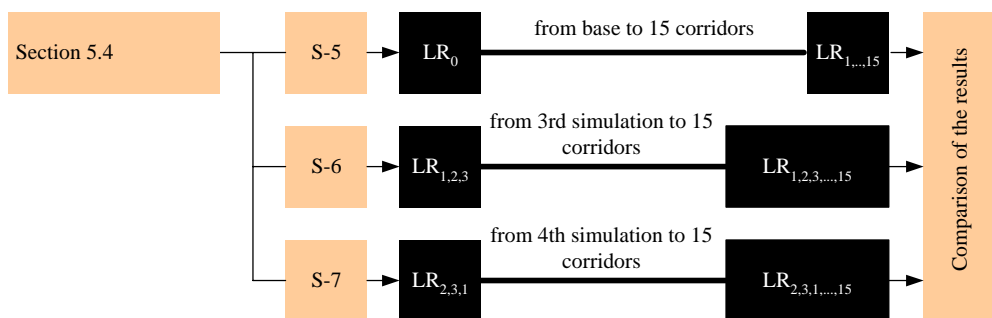 Section 5.4
S-5
LR0
from base to 15 corridors
LR1,..,15
S-6
LR1,2,3
from 3rd simulation to 15
corridors
LR1,2,3,...,15
S-7
LR2,3,1
from 4th simulation to 15
corridors
LR2,3,1,...,15
Comparison of the results